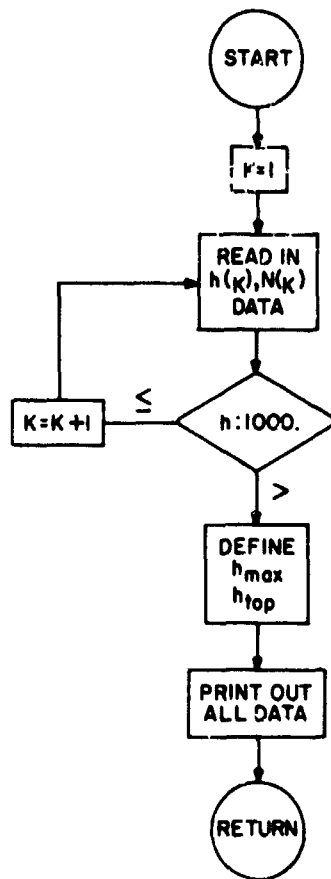 START
K=1
READ IN
h(K),N(K)
DATA
≤
K=K+1
h:1000.
>
DEFINE
hmax
htop
PRINT OUT
ALL DATA
RETURN